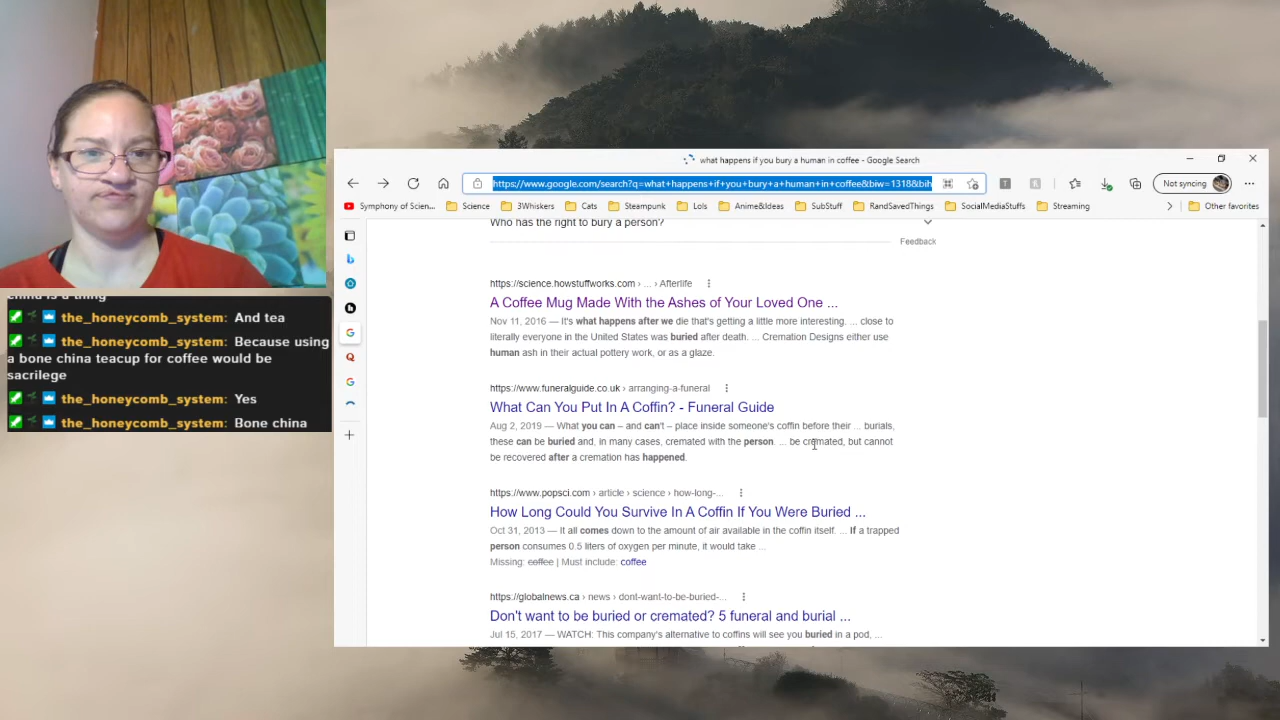 china is a thing
the_honeycomb_system: And tea
the_honeycomb_system: Because using
a bone china teacup for coffee would be
sacrilege
the_honeycomb_system: Yes
the_honeycomb_system: Bone china
what happens if you bury a human in coffee - Google Search
https://www.google.com/search?q=what+happens+if+you+bury+a+human+in+coffee&biw=1318&bih
Not syncing
Symphony of Scien...
Science
3Whiskers
Cats
Steampunk
Lols
Anime&Ideas
SubStuff
RandSavedThings
SocialMediaStuffs
Streaming
Other favorites
Who has the right to bury a person?
Feedback
https://science.howstuffworks.com › ... › Afterlife
A Coffee Mug Made With the Ashes of Your Loved One ...
Nov 11, 2016 — It's what happens after we die that's getting a little more interesting. ... close to
literally everyone in the United States was buried after death. ... Cremation Designs either use
human ash in their actual pottery work, or as a glaze.
https://www.funeralguide.co.uk › arranging-a-funeral
What Can You Put In A Coffin? - Funeral Guide
Aug 2, 2019 — What you can – and can't – place inside someone's coffin before their ... burials,
these can be buried and, in many cases, cremated with the person. ... be cremated, but cannot
be recovered after a cremation has happened.
https://www.popsci.com › article › science › how-long-...
How Long Could You Survive In A Coffin If You Were Buried ...
Oct 31, 2013 — It all comes down to the amount of air available in the coffin itself. ... If a trapped
person consumes 0.5 liters of oxygen per minute, it would take ...
Missing: coffee | Must include: coffee
https://globalnews.ca › news › dont-want-to-be-buried-...
Don't want to be buried or cremated? 5 funeral and burial ...
Jul 15, 2017 — WATCH: This company's alternative to coffins will see you buried in a pod, ...